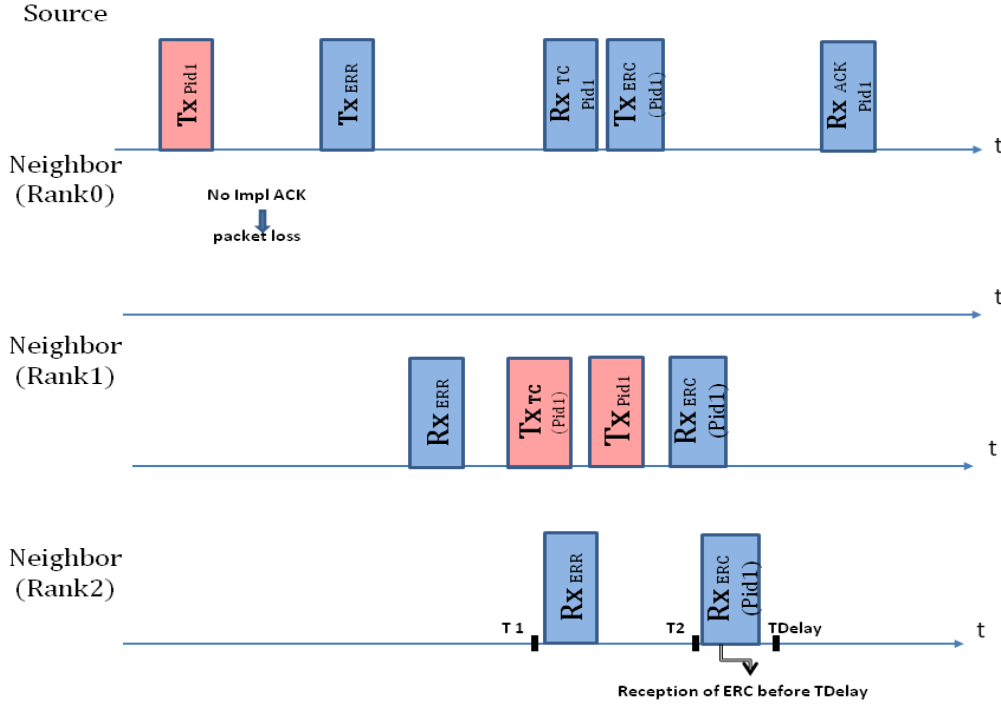 Source
Tx Pid1
Tx ERR
Rx TC
Pid1
Tx ERC
(Pid1)
Rx ACK
Pid1
t
Neighbor
(Rank0)
No Impl ACK
packet loss
t
Neighbor
(Rank1)
Rx ERR
Tx TC
(Pid1)
Tx Pid1
Rx ERC
(Pid1)
t
Neighbor
(Rank2)
Rx ERR
Rx ERC
(Pid1)
t
T 1
T2
TDelay
Reception of ERC before TDelay